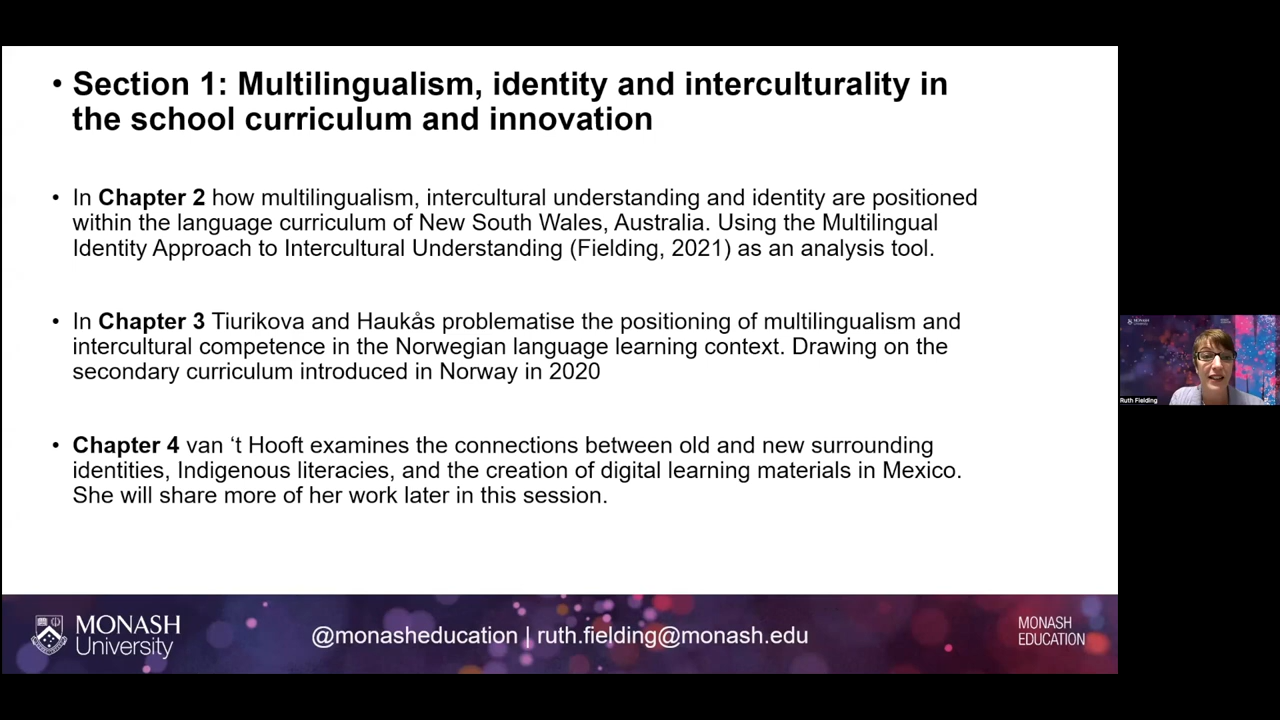 • Section 1: Multilingualism, identity and interculturality in
the school curriculum and innovation
• In Chapter 2 how multilingualism, intercultural understanding and identity are positioned
within the language curriculum of New South Wales, Australia. Using the Multilingual
Identity Approach to Intercultural Understanding (Fielding, 2021) as an analysis tool.
• In Chapter 3 Tiurikova and Haukås problematise the positioning of multilingualism and
intercultural competence in the Norwegian language learning context. Drawing on the
secondary curriculum introduced in Norway in 2020
• Chapter 4 van ‘t Hooft examines the connections between old and new surrounding
identities, Indigenous literacies, and the creation of digital learning materials in Mexico.
She will share more of her work later in this session.
MONASH
University
@monasheducation | ruth.fielding@monash.edu
MONASH
EDUCATION
MONASH
Ruth Fielding